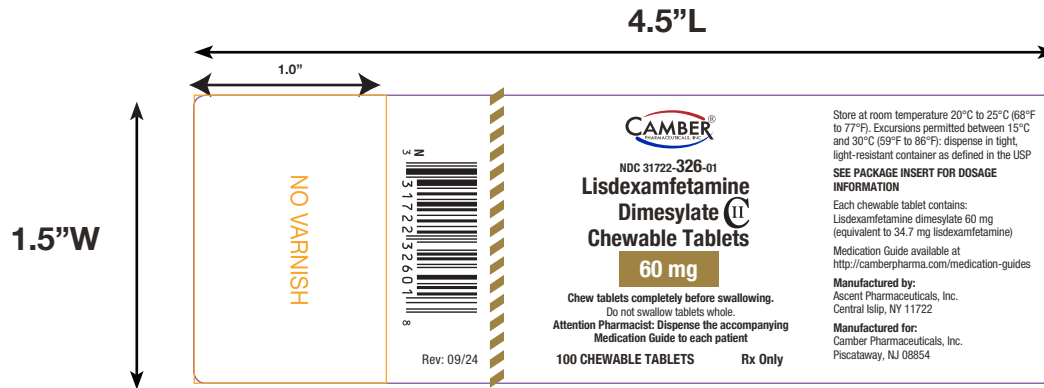 4.5”L
1.0”
1.5”W
NO VARNISH
N
3
31722 32601
8
Rev: 09/24
CAMBER®
PHARMACEUTICALS, INC.
NDC 31722-326-01
Lisdexamfetamine
Dimesylate CII
Chewable Tablets
60 mg
Chew tablets completely before swallowing.
Do not swallow tablets whole.
Attention Pharmacist: Dispense the accompanying
Medication Guide to each patient
100 CHEWABLE TABLETS Rx Only
Store at room temperature 20°C to 25°C (68°F
to 77°F). Excursions permitted between 15°C
and 30°C (59°F to 86°F): dispense in tight,
light-resistant container as defined in the USP
SEE PACKAGE INSERT FOR DOSAGE
INFORMATION
Each chewable tablet contains:
Lisdexamfetamine dimesylate 60 mg
(equivalent to 34.7 mg lisdexamfetamine)
Medication Guide available at
http://camberpharma.com/medication-guides
Manufactured by:
Ascent Pharmaceuticals, Inc.
Central Islip, NY 11722
Manufactured for:
Camber Pharmaceuticals, Inc.
Piscataway, NJ 08854